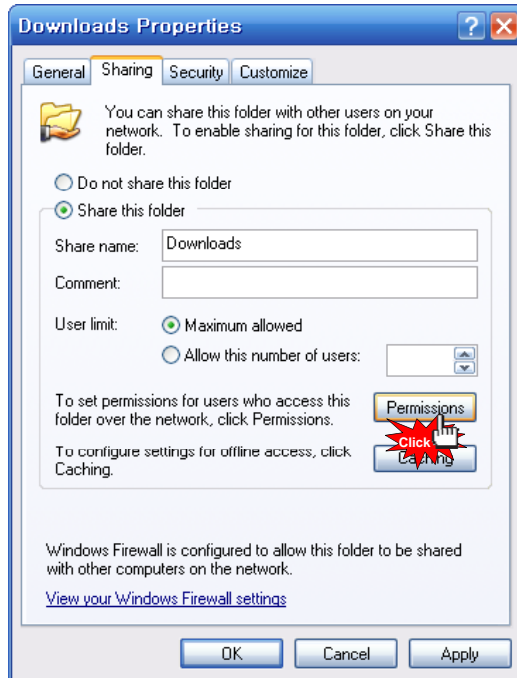 Downloads Properties
General Sharing Security Customize
You can share this folder with other users on your
network. To enable sharing for this folder, click Share this
folder.
Do not share this folder
Share this folder
Share name: Downloads
Comment:
User limit: Maximum allowed
Allow this number of users:
To set permissions for users who access this
folder over the network, click Permissions.
Permissions
Click
To configure settings for offline access, click
Caching.
Caching
Windows Firewall is configured to allow this folder to be shared
with other computers on the network.
View your Windows Firewall settings
OK Cancel Apply